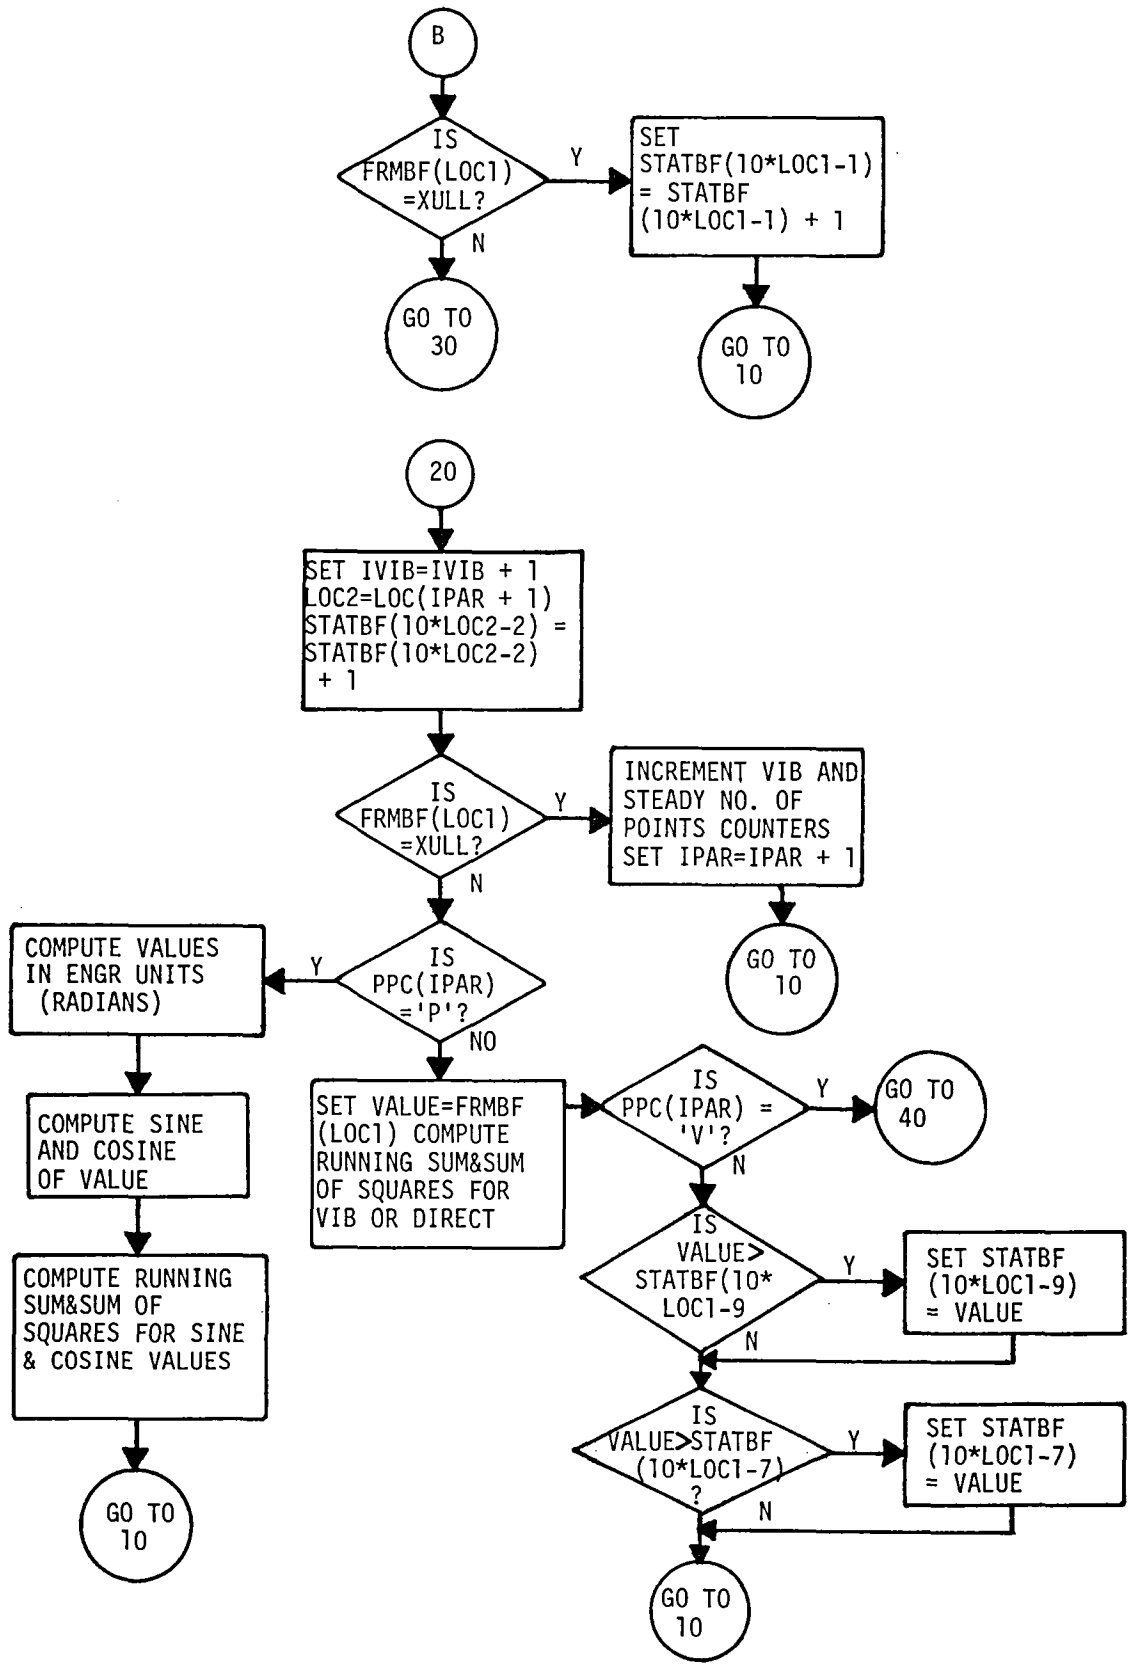 B
IS
FRMBF(LOC1)
=XULL?
Y
N
SET
STATBF(10*LOC1-1)
= STATBF
(10*LOC1-1) + 1
GO TO
30
GO TO
10
20
SET IVIB=IVIB + 1
LOC2=LOC(IPAR + 1)
STATBF(10*LOC2-2) =
STATBF(10*LOC2-2)
+ 1
IS
FRMBF(LOC1)
=XULL?
Y
N
INCREMENT VIB AND
STEADY NO. OF
POINTS COUNTERS
SET IPAR=IPAR + 1
GO TO
10
IS
PPC(IPAR)
='P'?
Y
NO
COMPUTE VALUES
IN ENGR UNITS
(RADIANS)
COMPUTE SINE
AND COSINE
OF VALUE
COMPUTE RUNNING
SUM&SUM OF
SQUARES FOR SINE
& COSINE VALUES
GO TO
10
SET VALUE=FRMBF
(LOC1) COMPUTE
RUNNING SUM&SUM
OF SQUARES FOR
VIB OR DIRECT
IS
PPC(IPAR) =
'V'?
Y
N
GO TO
40
IS
VALUE>
STATBF(10*
LOC1-9
Y
N
SET STATBF
(10*LOC1-9)
= VALUE
IS
VALUE>STATBF
(10*LOC1-7)
?
Y
N
SET STATBF
(10*LOC1-7)
= VALUE
GO TO
10